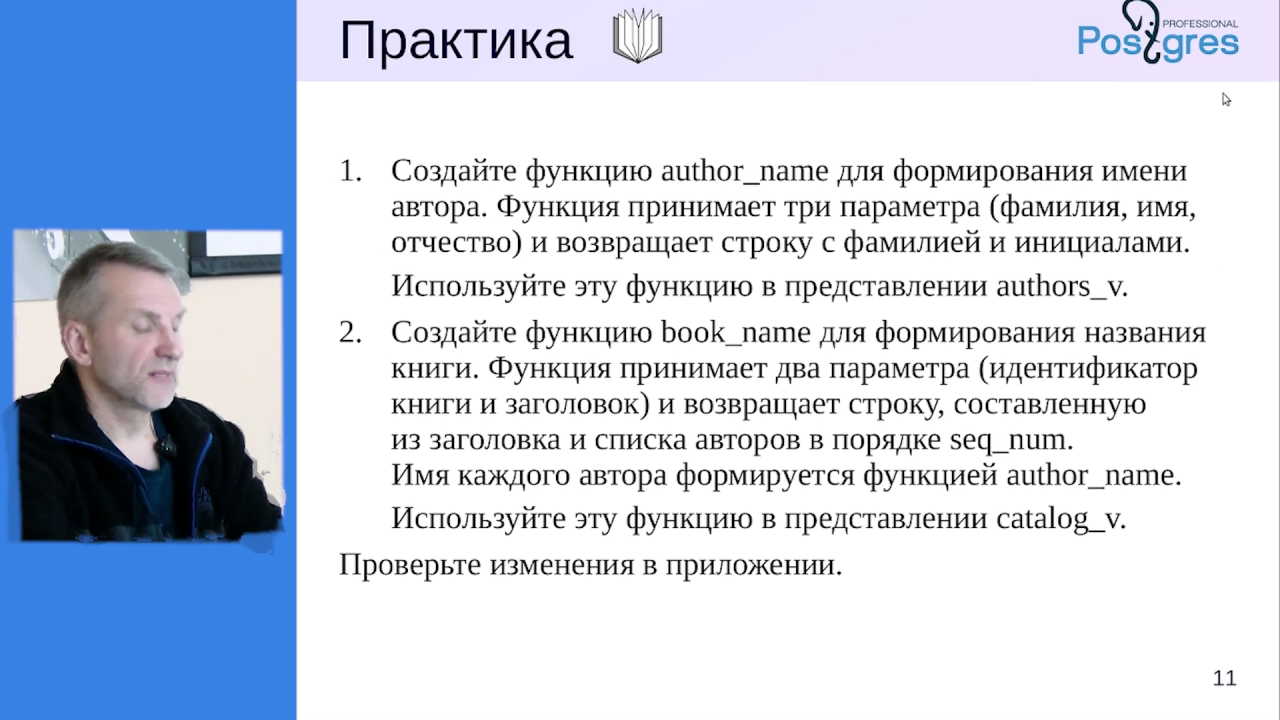 Практика
PROFESSIONAL
Postgres
1. Создайте функцию author_name для формирования имени
автора. Функция принимает три параметра (фамилия, имя,
отчество) и возвращает строку с фамилией и инициалами.
Используйте эту функцию в представлении authors_v.
2. Создайте функцию book_name для формирования названия
книги. Функция принимает два параметра (идентификатор
книги и заголовок) и возвращает строку, составленную
из заголовка и списка авторов в порядке seq_num.
Имя каждого автора формируется функцией author_name.
Используйте эту функцию в представлении catalog_v.
Проверьте изменения в приложении.
11